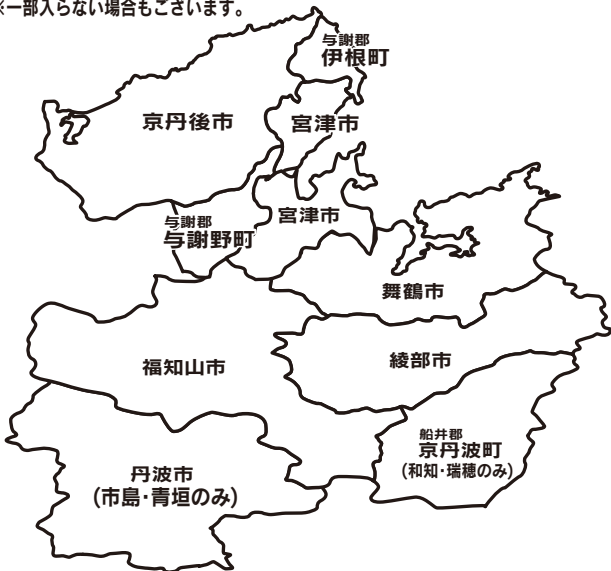 ※一部入らない場合もございます。
与謝郡
伊根町
京丹後市
宮津市
与謝郡
与謝野町
宮津市
舞鶴市
福知山市
綾部市
船井郡
京丹波町
(和知・瑞穂のみ)
丹波市
(市島・青垣のみ)